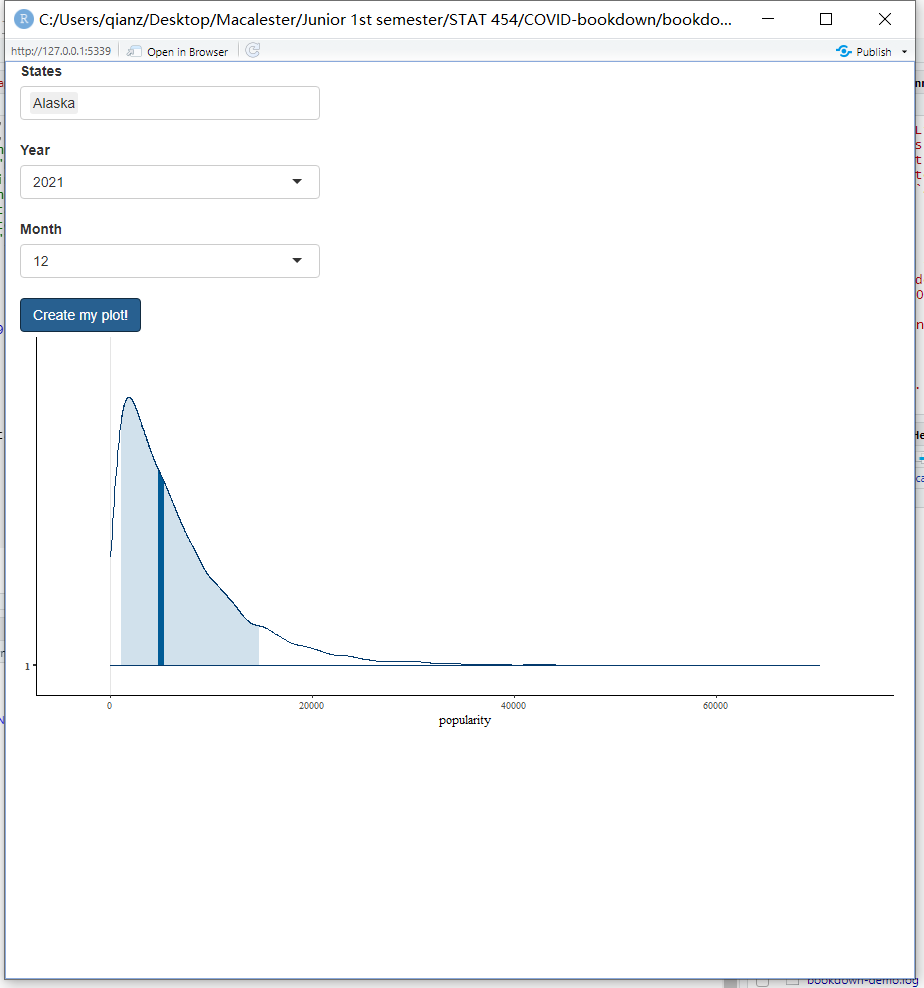 C:/Users/qianz/Desktop/Macalester/Junior 1st semester/STAT 454/COVID-bookdown/bookdo...
http://127.0.0.1:5339
Open in Browser
Publish
States
Alaska
Year
2021
Month
12
Create my plot!
1
0
20000
40000
60000
popularity
bookdown-demo.log